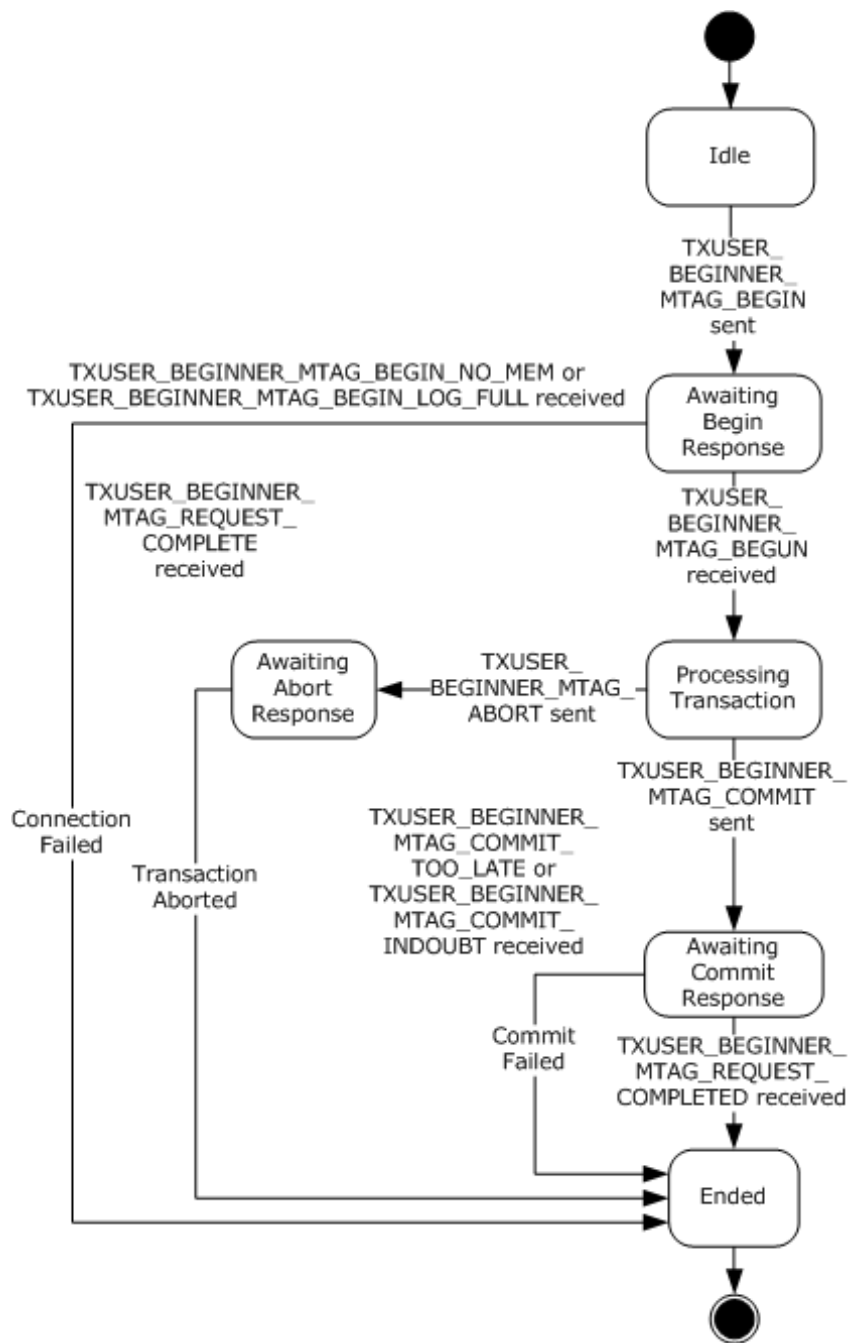 Idle
TXUSER_
BEGINNER_
MTAG_BEGIN
sent
TXUSER_BEGINNER_MTAG_BEGIN_NO_MEM or
TXUSER_BEGINNER_MTAG_BEGIN_LOG_FULL received
Awaiting
Begin
Response
TXUSER_BEGINNER_
MTAG_REQUEST_
COMPLETE
received
TXUSER_
BEGINNER_
MTAG_BEGUN
received
Awaiting
Abort
Response
TXUSER_
BEGINNER_MTAG_
ABORT sent
Processing
Transaction
TXUSER_BEGINNER_
MTAG_COMMIT
sent
Connection
Failed
Transaction
Aborted
TXUSER_BEGINNER_
MTAG_COMMIT_
TOO_LATE or
TXUSER_BEGINNER_
MTAG_COMMIT_
INDOUBT received
Awaiting
Commit
Response
Commit
Failed
TXUSER_BEGINNER_
MTAG_REQUEST_
COMPLETED received
Ended